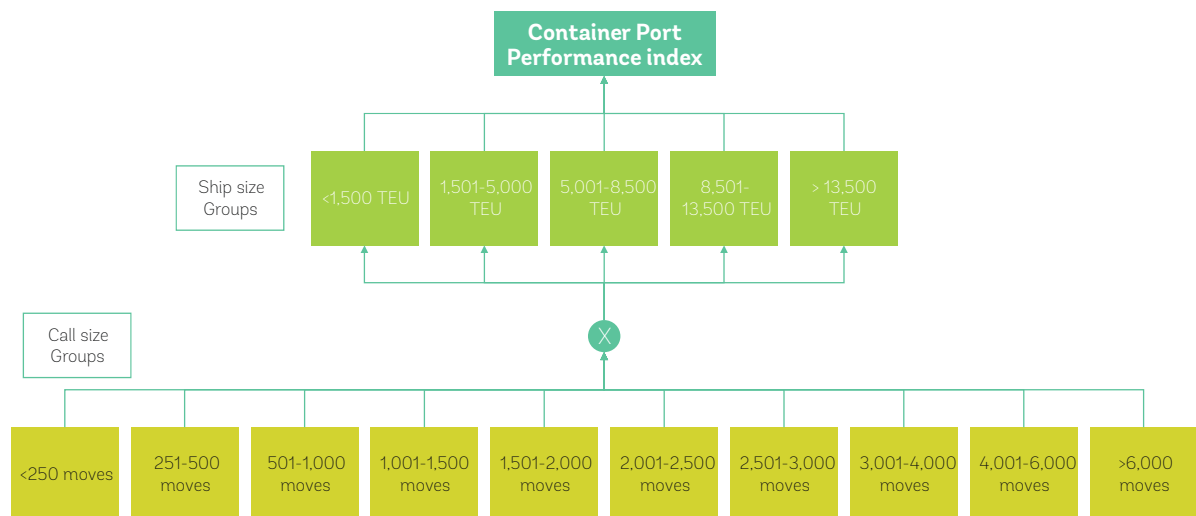 Container Port
Performance index
Ship size
Groups
<1,500 TEU
1,501-5,000
TEU
5,001-8,500
TEU
8,501-
13,500 TEU
> 13,500
TEU
Call size
Groups
X
<250 moves
251-500
moves
501-1,000
moves
1,001-1,500
moves
1,501-2,000
moves
2,001-2,500
moves
2,501-3,000
moves
3,001-4,000
moves
4,001-6,000
moves
>6,000
moves